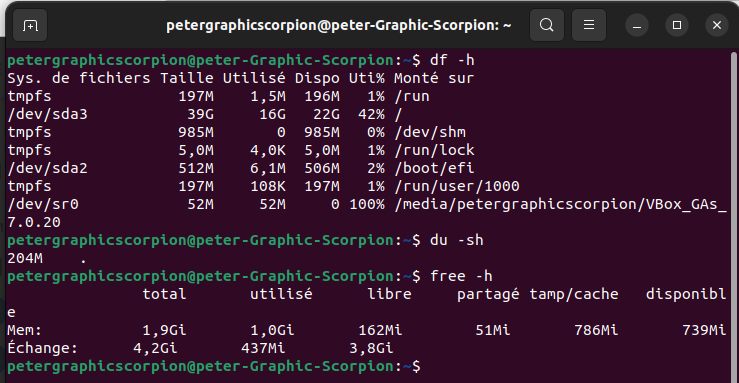 petergraphicscorpion@peter-Graphic-Scorpion: ~
petergraphicscorpion@peter-Graphic-Scorpion:~$ df -h
Sys. de fichiers Taille Utilisé Dispo Uti% Monté sur
tmpfs 197M 1,5M 196M 1% /run
/dev/sda3 39G 16G 22G 42% /
tmpfs 985M 0 985M 0% /dev/shm
tmpfs 5,0M 4,0K 5,0M 1% /run/lock
/dev/sda2 512M 6,1M 506M 2% /boot/efi
tmpfs 197M 108K 197M 1% /run/user/1000
/dev/sr0 52M 52M 0 100% /media/petergraphicscorpion/VBox_GAs_
7.0.20
petergraphicscorpion@peter-Graphic-Scorpion:~$ du -sh
204M .
petergraphicscorpion@peter-Graphic-Scorpion:~$ free -h
total utilisé libre partagé tamp/cache disponibl
e
Mem: 1,9Gi 1,0Gi 162Mi 51Mi 786Mi 739Mi
Échange: 4,2Gi 437Mi 3,8Gi
petergraphicscorpion@peter-Graphic-Scorpion:~$